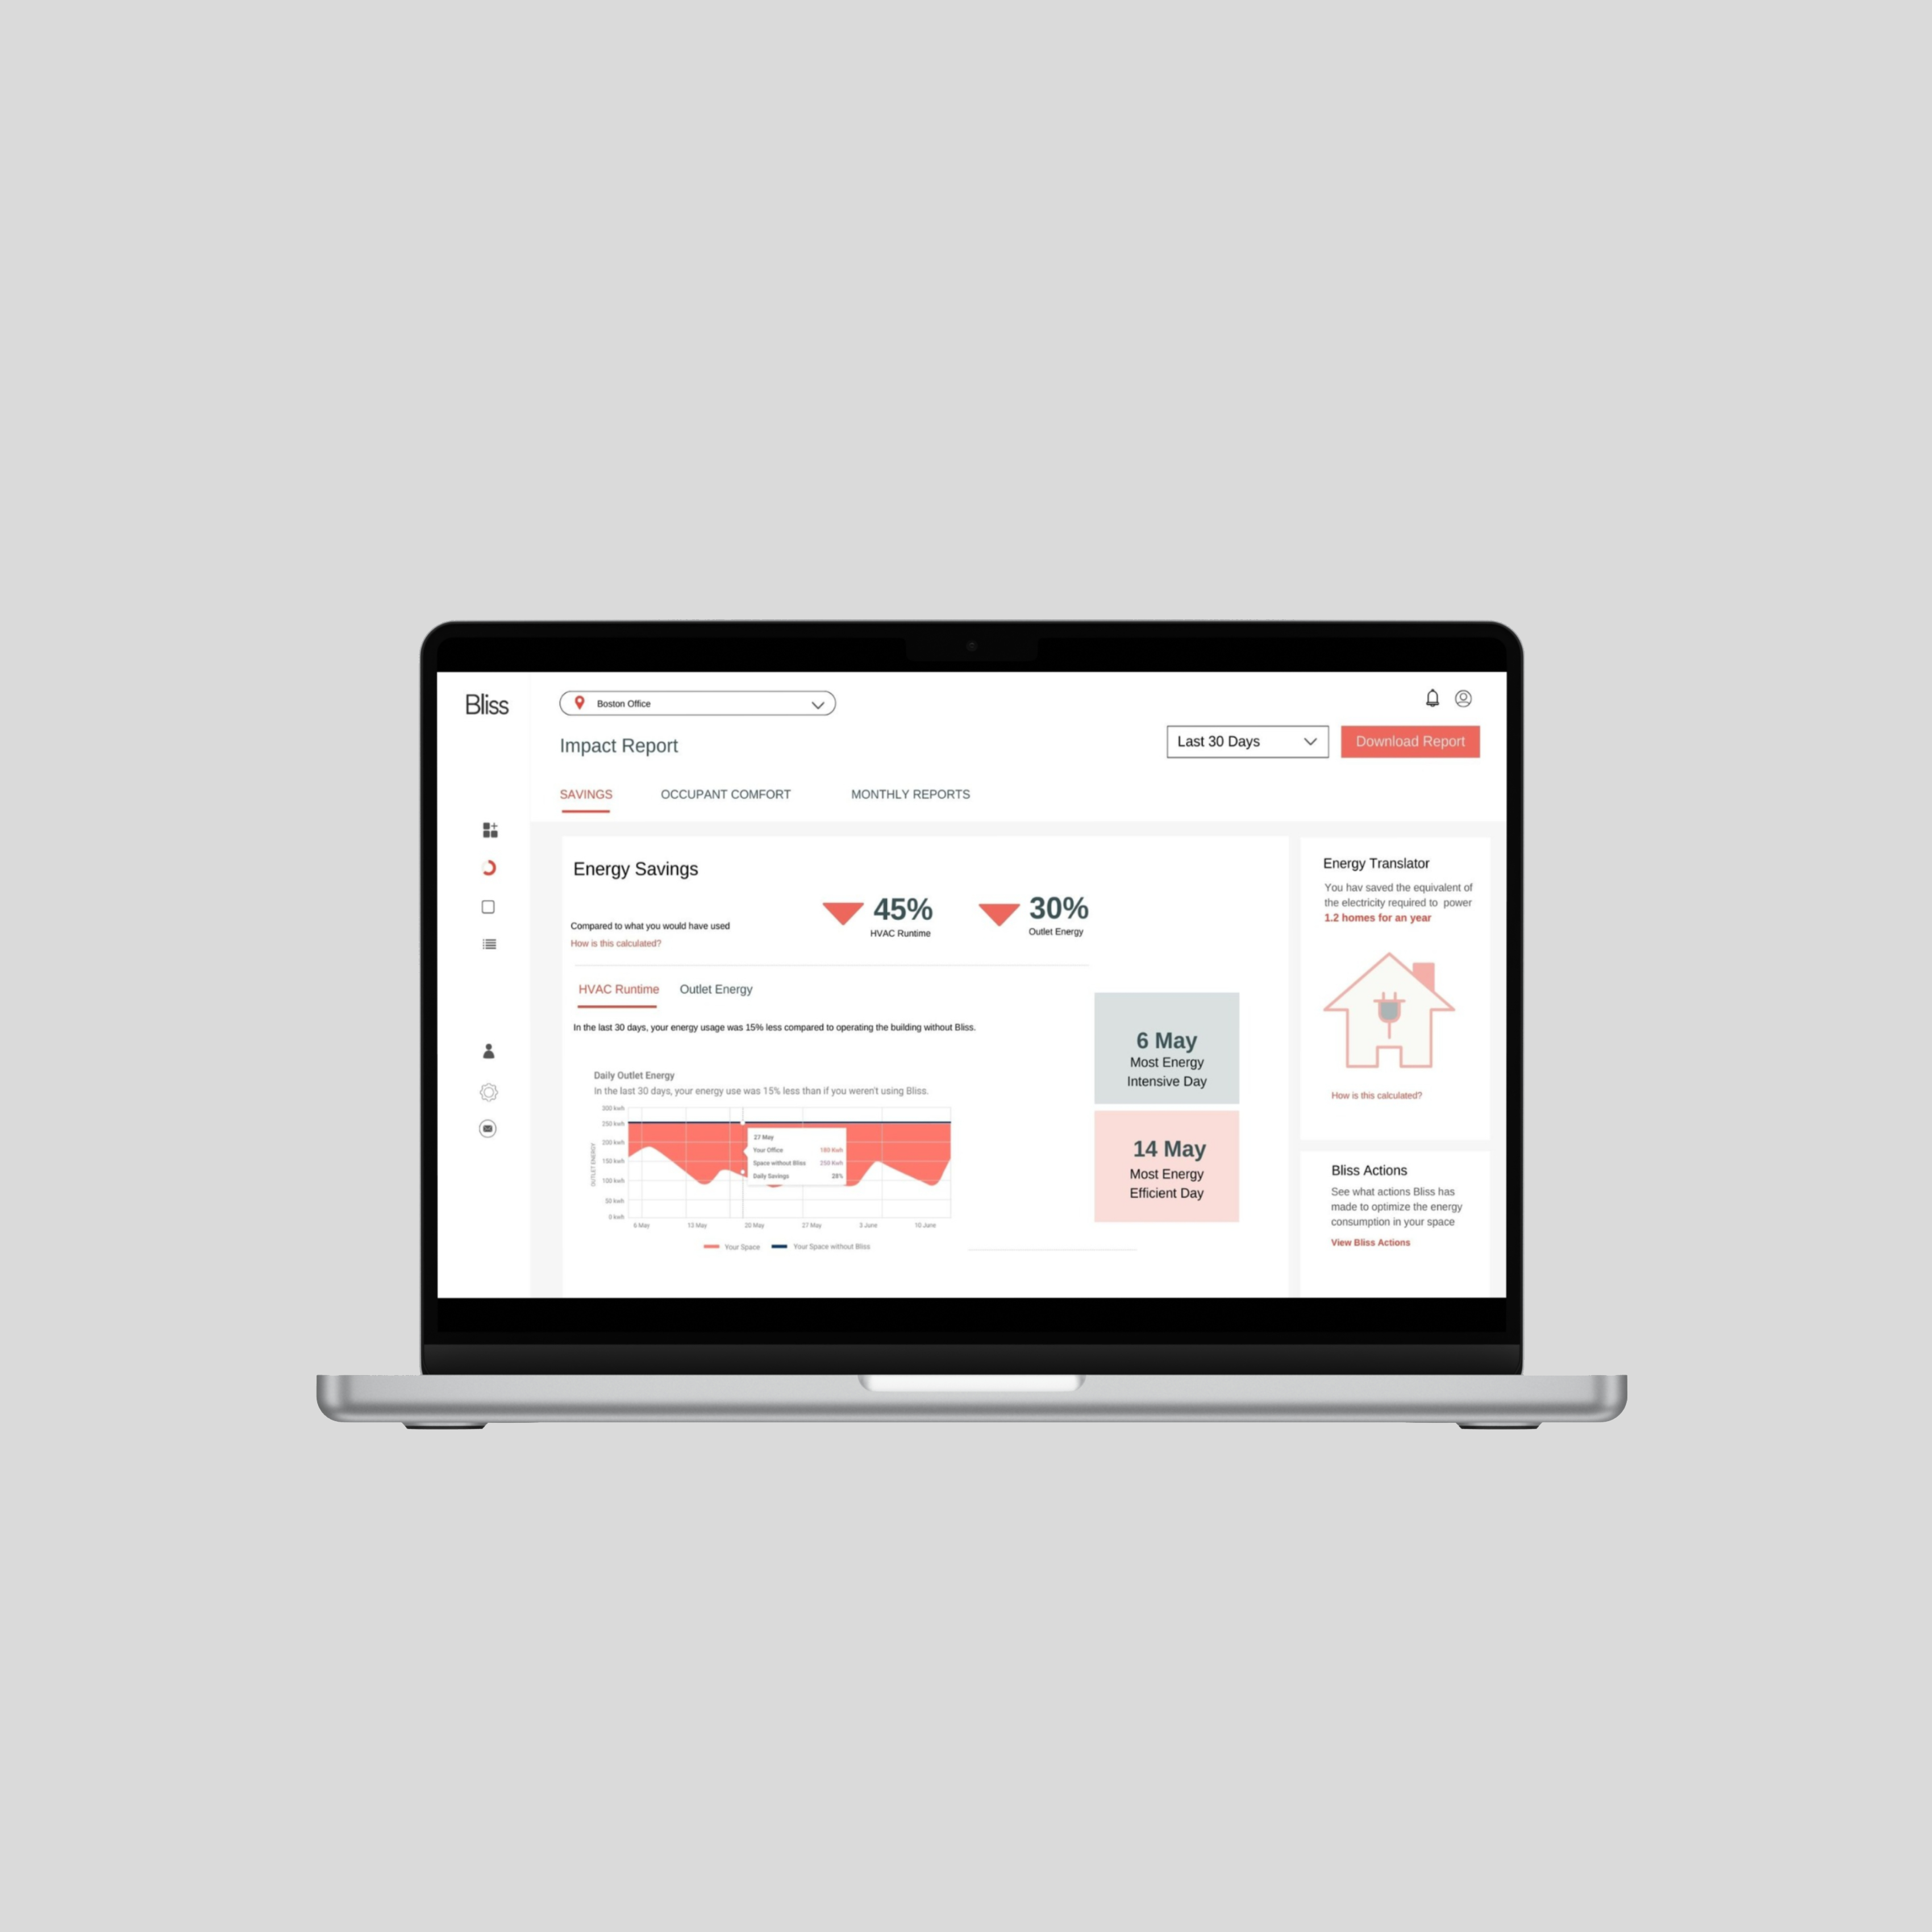 Bliss
Boston Office
Impact Report
Last 30 Days
Download Report
SAVINGS
OCCUPANT COMFORT
MONTHLY REPORTS
Energy Savings
Compared to what you would have used
How is this calculated?
45%
HVAC Runtime
30%
Outlet Energy
HVAC Runtime
Outlet Energy
In the last 30 days, your energy usage was 15% less compared to operating the building without Bliss.
Daily Outlet Energy
In the last 30 days, your energy use was 15% less than if you weren't using Bliss.
OUTLET ENERGY
300 kwh
250 kwh
200 kwh
150 kwh
100 kwh
50 kwh
0 kwh
27 May
Your Office 180 Kwh
Space without Bliss 250 Kwh
Daily Savings 28%
6 May
13 May
20 May
27 May
3 June
10 June
Your Space
Your Space without Bliss
6 May
Most Energy
Intensive Day
14 May
Most Energy
Efficient Day
Energy Translator
You hav saved the equivalent of
the electricity required to power
1.2 homes for an year
How is this calculated?
Bliss Actions
See what actions Bliss has
made to optimize the energy
consumption in your space
View Bliss Actions